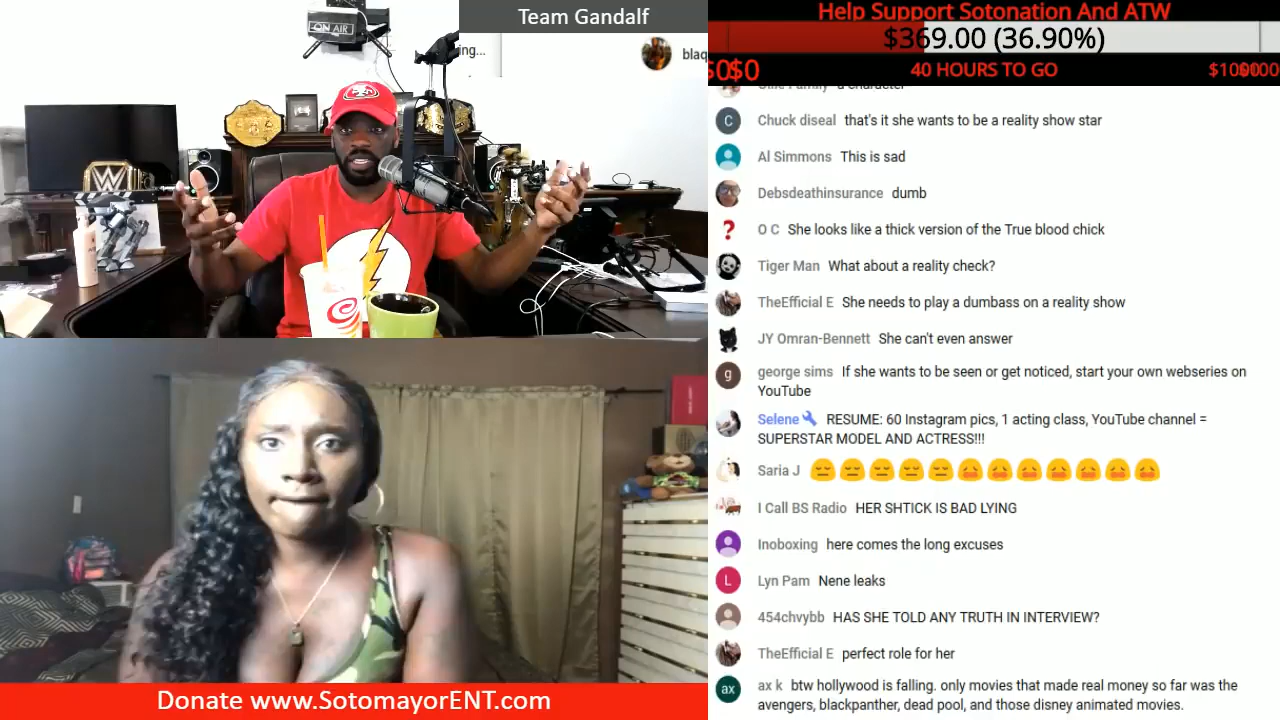 Team Gandalf
ON AIR
ing...
blaq
W
Donate www.SotomayorENT.com
Help Support Sotonation And ATW
$369.00 (36.90%)
$0
40 HOURS TO GO
$1000
a character
Chuck diseal that's it she wants to be a reality show star
Al Simmons This is sad
Debsdeathinsurance dumb
O C She looks like a thick version of the True blood chick
Tiger Man What about a reality check?
TheEfficial E She needs to play a dumbass on a reality show
JY Omran-Bennett She can't even answer
g
george sims If she wants to be seen or get noticed, start your own webseries on
YouTube
Selene RESUME: 60 Instagram pics, 1 acting class, YouTube channel =
SUPERSTAR MODEL AND ACTRESS!!!
Saria J 😔😔😔😔😔😩😩😩😩😩😩😩
I Call BS Radio HER SHTICK IS BAD LYING
Inoboxing here comes the long excuses
L
Lyn Pam Nene leaks
454chvybb HAS SHE TOLD ANY TRUTH IN INTERVIEW?
TheEfficial E perfect role for her
ax
ax k btw hollywood is falling. only movies that made real money so far was the
avengers, blackpanther, dead pool, and those disney animated movies.